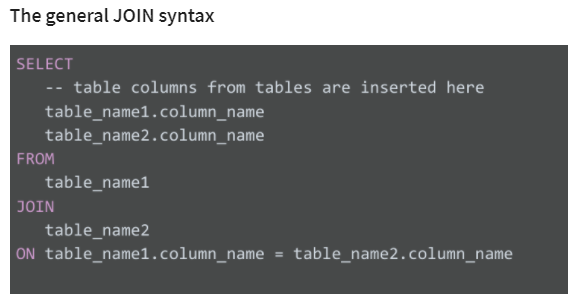 The general JOIN syntax
SELECT
-- table columns from tables are inserted here
table_name1.column_name
table_name2.column_name
FROM
table_name1
JOIN
table_name2
ON table_name1.column_name = table_name2.column_name